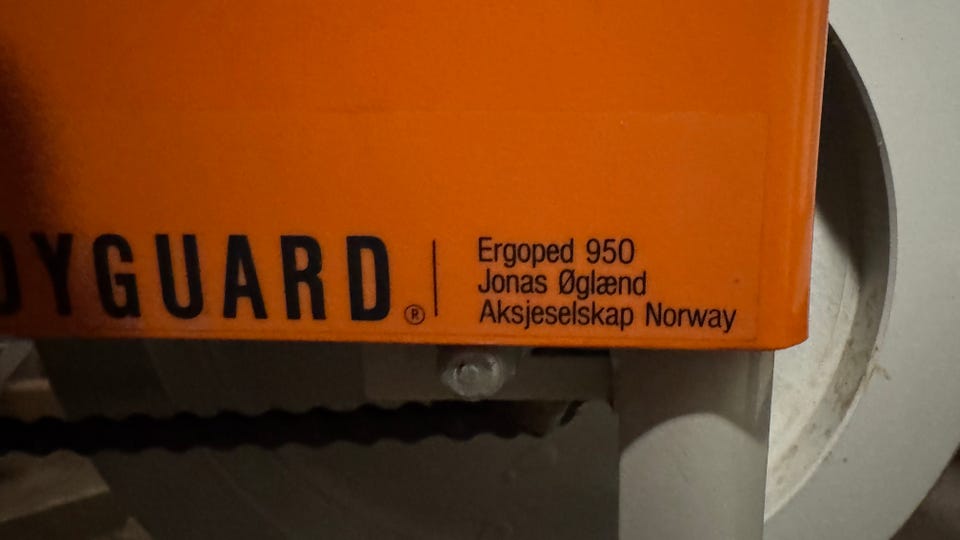 DYGUARD®
Ergoped 950
Jonas Øglænd
Aksjeselskap Norway